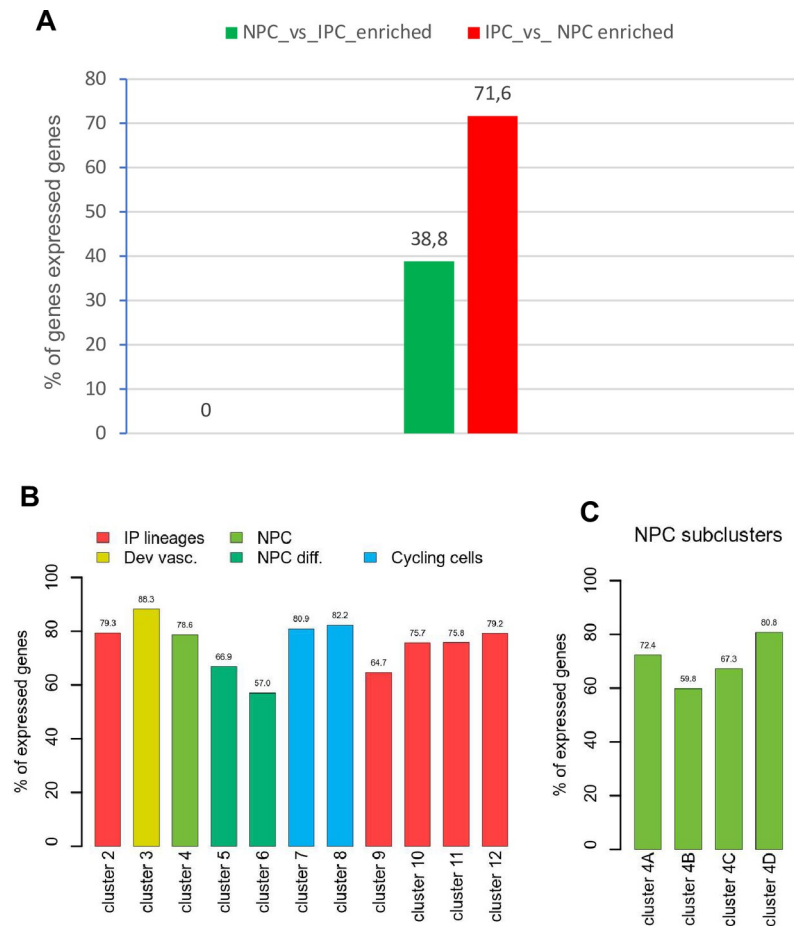 A
NPC_vs_IPC_enriched
IPC_vs_ NPC enriched
% of genes expressed genes
80
70
60
50
40
30
20
10
0
0
38,8
71,6
B
IP lineages
NPC
Dev vasc.
NPC diff.
Cycling cells
% of expressed genes
100
80
60
40
20
0
79.3
88.3
78.6
66.9
57.0
80.9
82.2
64.7
75.7
75.8
79.2
cluster 2
cluster 3
cluster 4
cluster 5
cluster 6
cluster 7
cluster 8
cluster 9
cluster 10
cluster 11
cluster 12
C
NPC subclusters
% of expressed genes
100
80
60
40
20
0
72.4
59.8
67.3
80.8
cluster 4A
cluster 4B
cluster 4C
cluster 4D